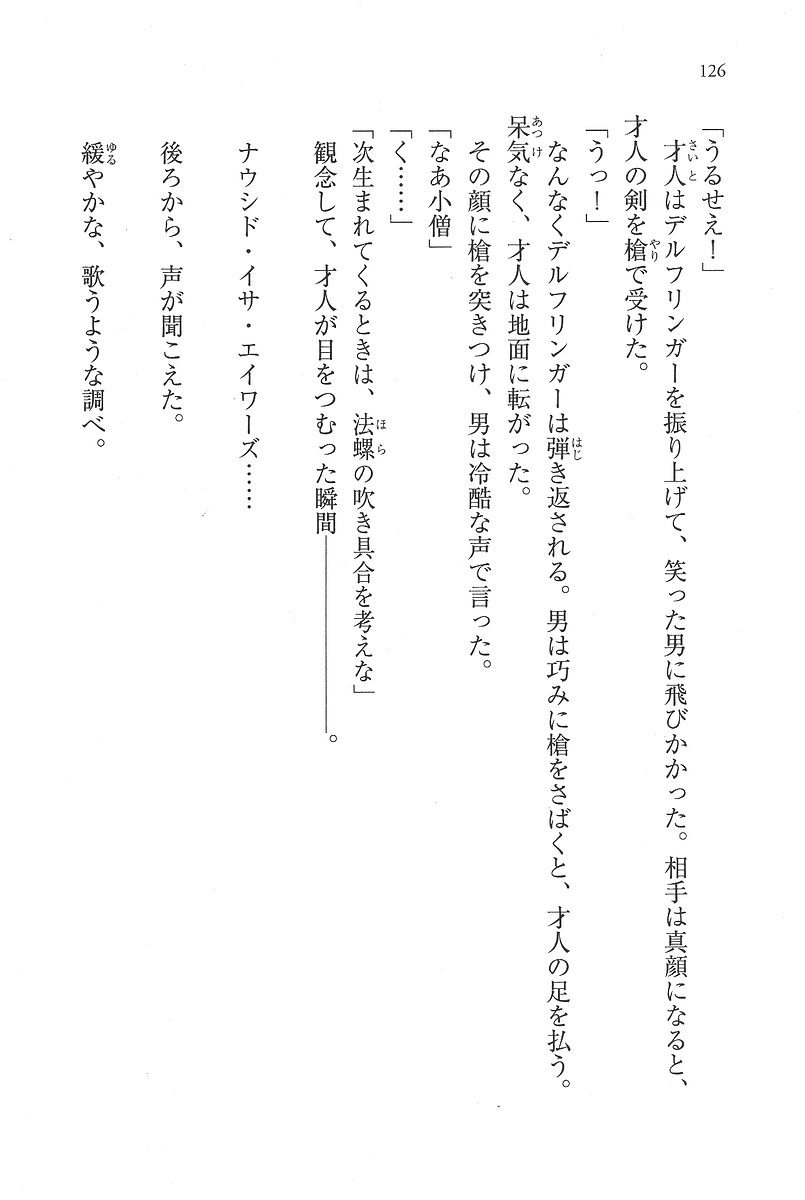 126
「うるせえ！」
才人はデルフリンガーを振り上げて、笑った男に飛びかかった。相手は真顔になると、
才人の剣を槍で受けた。
「うっ！」
なんなくデルフリンガーは弾き返される。男は巧みに槍をさばくと、才人の足を払う。
呆気なく、才人は地面に転がった。
その顔に槍を突きつけ、男は冷酷な声で言った。
「なあ小僧」
「く……」
「次生まれてくるときは、法螺の吹き具合を考えな」
観念して、才人が目をつむった瞬間――――――。
ナウシド・イサ・エイワーズ……
後ろから、声が聞こえた。
緩やかな、歌うような調べ。